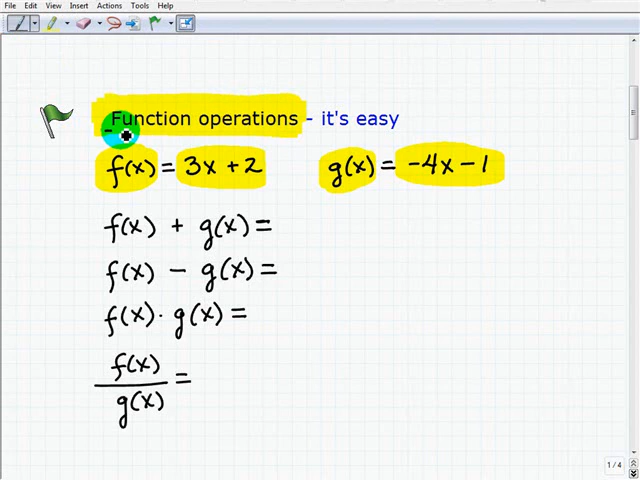 File Edit View Insert Actions Tools Help
Function operations - it's easy
f(x) = 3x + 2 g(x) = -4x - 1
f(x) + g(x) =
f(x) - g(x) =
f(x) · g(x) =
f(x)
=
g(x)
1 / 4